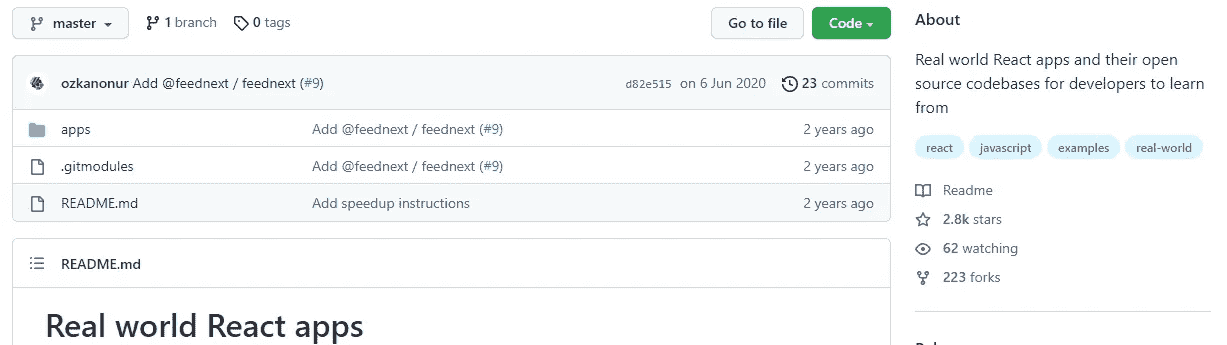 master 1 branch 0 tags Go to file Code
ozkanonur Add @feednext / feednext (#9) d82e515 on 6 Jun 2020 23 commits
apps Add @feednext / feednext (#9) 2 years ago
.gitmodules Add @feednext / feednext (#9) 2 years ago
README.md Add speedup instructions 2 years ago
README.md
Real world React apps
About
Real world React apps and their open
source codebases for developers to learn
from
react javascript examples real-world
Readme
2.8k stars
62 watching
223 forks